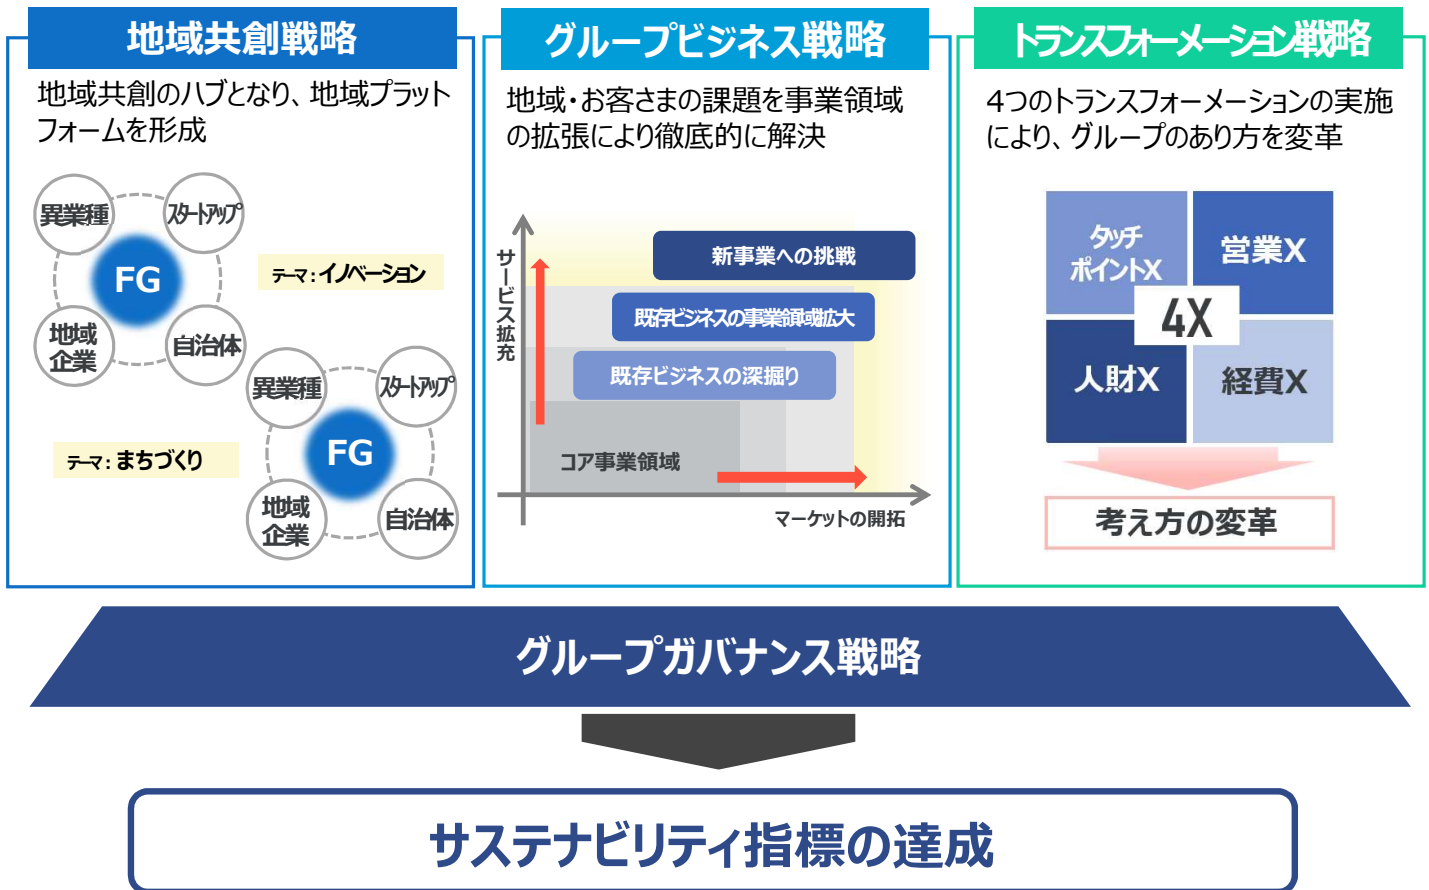 地域共創戦略
地域共創のハブとなり、地域プラット
フォームを形成
異業種
スタートアップ
FG
地域
企業
自治体
テーマ：イノベーション
異業種
スタートアップ
FG
地域
企業
自治体
テーマ：まちづくり
グループビジネス戦略
地域・お客さまの課題を事業領域
の拡張により徹底的に解決
サービス拡充
新事業への挑戦
既存ビジネスの事業領域拡大
既存ビジネスの深掘り
コア事業領域
マーケットの開拓
トランスフォーメーション戦略
4つのトランスフォーメーションの実施
により、グループのあり方を変革
タッチ
ポイントX
営業X
4X
人財X
経費X
考え方の変革
グループガバナンス戦略
サステナビリティ指標の達成